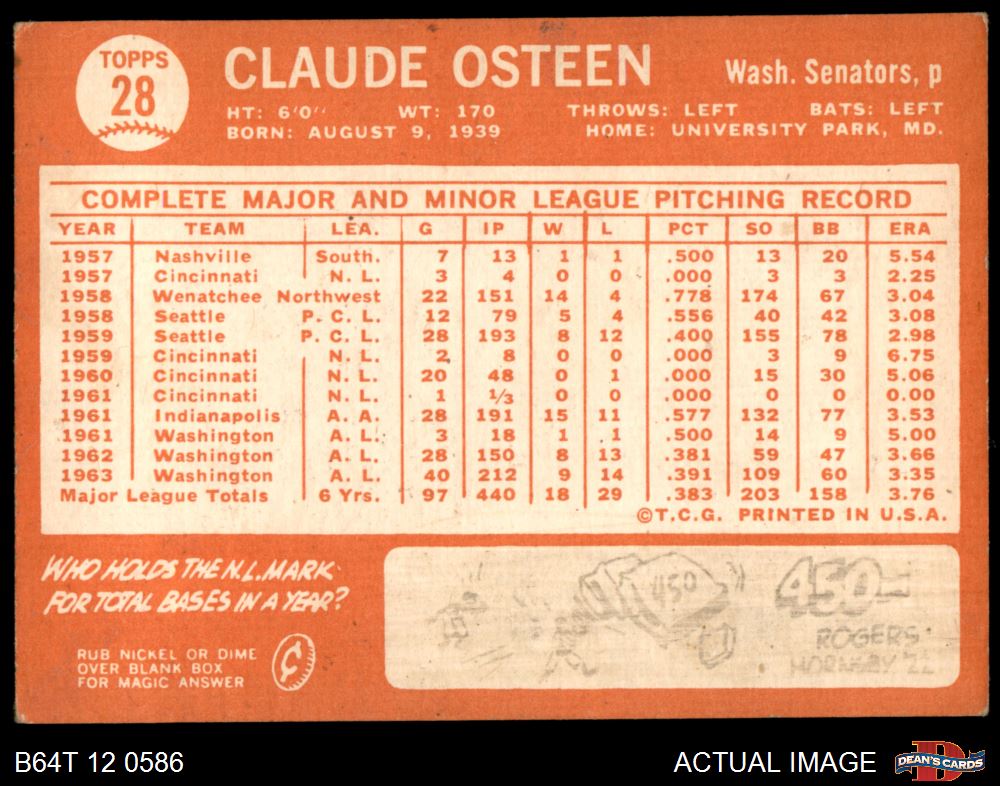 TOPPS
28
CLAUDE OSTEEN
Wash. Senators, p
HT: 6'0" WT: 170 THROWS: LEFT BATS: LEFT
BORN: AUGUST 9, 1939 HOME: UNIVERSITY PARK, MD.
COMPLETE MAJOR AND MINOR LEAGUE PITCHING RECORD
YEAR TEAM LEA. G IP W L PCT SO BB ERA
1957 Nashville South. 7 13 1 1 .500 13 20 5.54
1957 Cincinnati N. L. 3 4 0 0 .000 3 3 2.25
1958 Wenatchee Northwest 22 151 14 4 .778 174 67 3.04
1958 Seattle P. C. L. 12 79 5 4 .556 40 42 3.08
1959 Seattle P. C. L. 28 193 8 12 .400 155 78 2.98
1959 Cincinnati N. L. 2 8 0 0 .000 3 9 6.75
1960 Cincinnati N. L. 20 48 0 1 .000 15 30 5.06
1961 Cincinnati N. L. 1 1/3 0 0 .000 0 0 0.00
1961 Indianapolis A. A. 28 191 15 11 .577 132 77 3.53
1961 Washington A. L. 3 18 1 1 .500 14 9 5.00
1962 Washington A. L. 28 150 8 13 .381 59 47 3.66
1963 Washington A. L. 40 212 9 14 .391 109 60 3.35
Major League Totals 6 Yrs. 97 440 18 29 .383 203 158 3.76
©T.C.G. PRINTED IN U.S.A.
WHO HOLDS THE N.L. MARK
FOR TOTAL BASES IN A YEAR?
RUB NICKEL OR DIME
OVER BLANK BOX
FOR MAGIC ANSWER
¢
450
450
ROGERS
HORNSBY '22
B64T 12 0586
ACTUAL IMAGE
D
DEAN'S CARDS